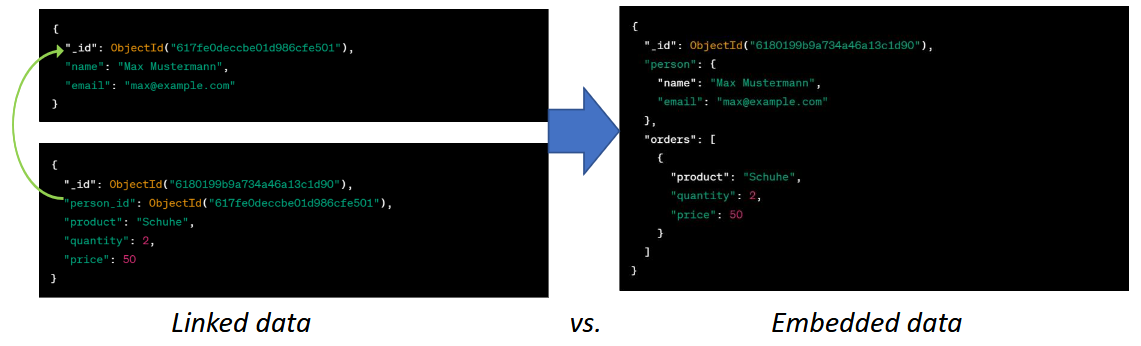 {
"_id": ObjectId("617fe0deccbe01d986cfe501"),
"name": "Max Mustermann",
"email": "max@example.com"
}
{
"_id": ObjectId("6180199b9a734a46a13c1d90"),
"person_id": ObjectId("617fe0deccbe01d986cfe501"),
"product": "Schuhe",
"quantity": 2,
"price": 50
}
{
"_id": ObjectId("6180199b9a734a46a13c1d90"),
"person": {
"name": "Max Mustermann",
"email": "max@example.com"
},
"orders": [
{
"product": "Schuhe",
"quantity": 2,
"price": 50
}
]
}
Linked data vs. Embedded data